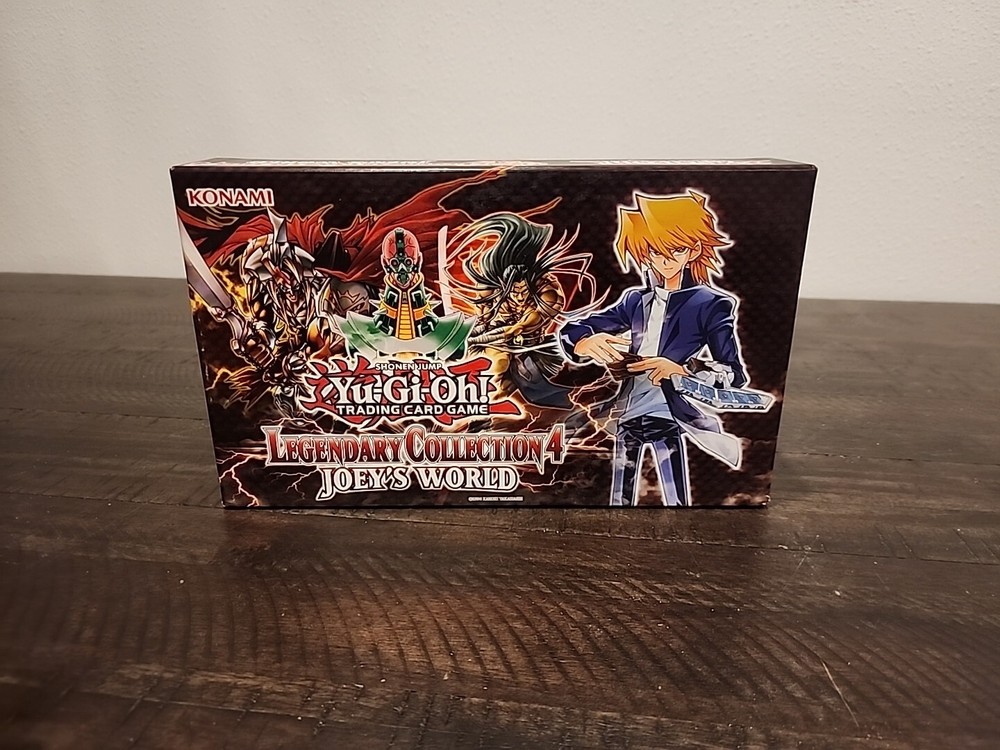 KONAMI
SHONEN JUMP
Yu-Gi-Oh!
TRADING CARD GAME
LEGENDARY COLLECTION 4
JOEY'S WORLD